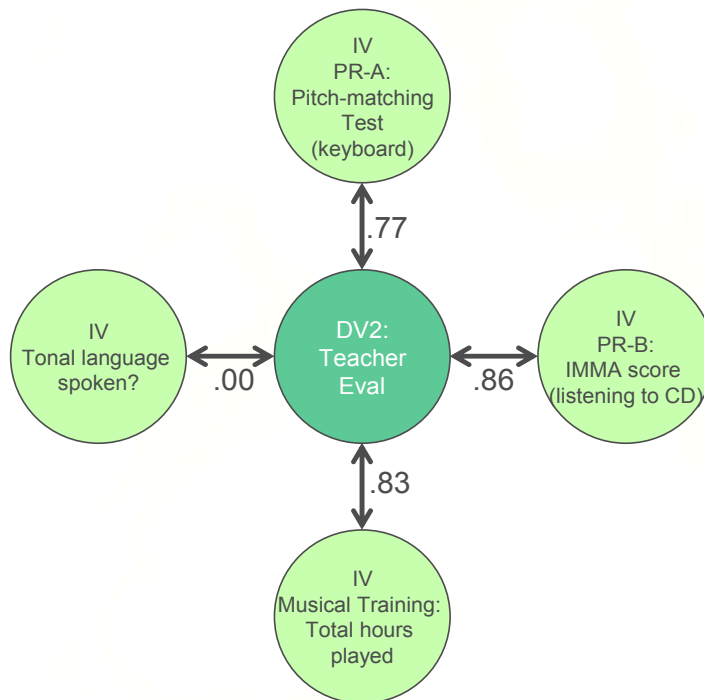 IV
PR-A:
Pitch-matching
Test
(keyboard)
.77
IV
Tonal language
spoken?
.00
DV2:
Teacher
Eval
.86
IV
PR-B:
IMMA score
(listening to CD)
.83
IV
Musical Training:
Total hours
played